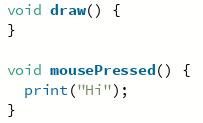 void draw() {
}

void mousePressed() {
  print("Hi");
}